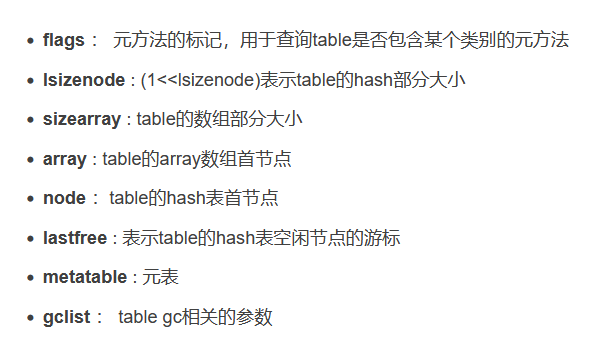 flags： 元方法的标记，用于查询table是否包含某个类别的元方法
lsizenode : (1<<lsizenode)表示table的hash部分大小
sizearray : table的数组部分大小
array : table的array数组首节点
node： table的hash表首节点
lastfree : 表示table的hash表空闲节点的游标
metatable : 元表
gclist： table gc相关的参数